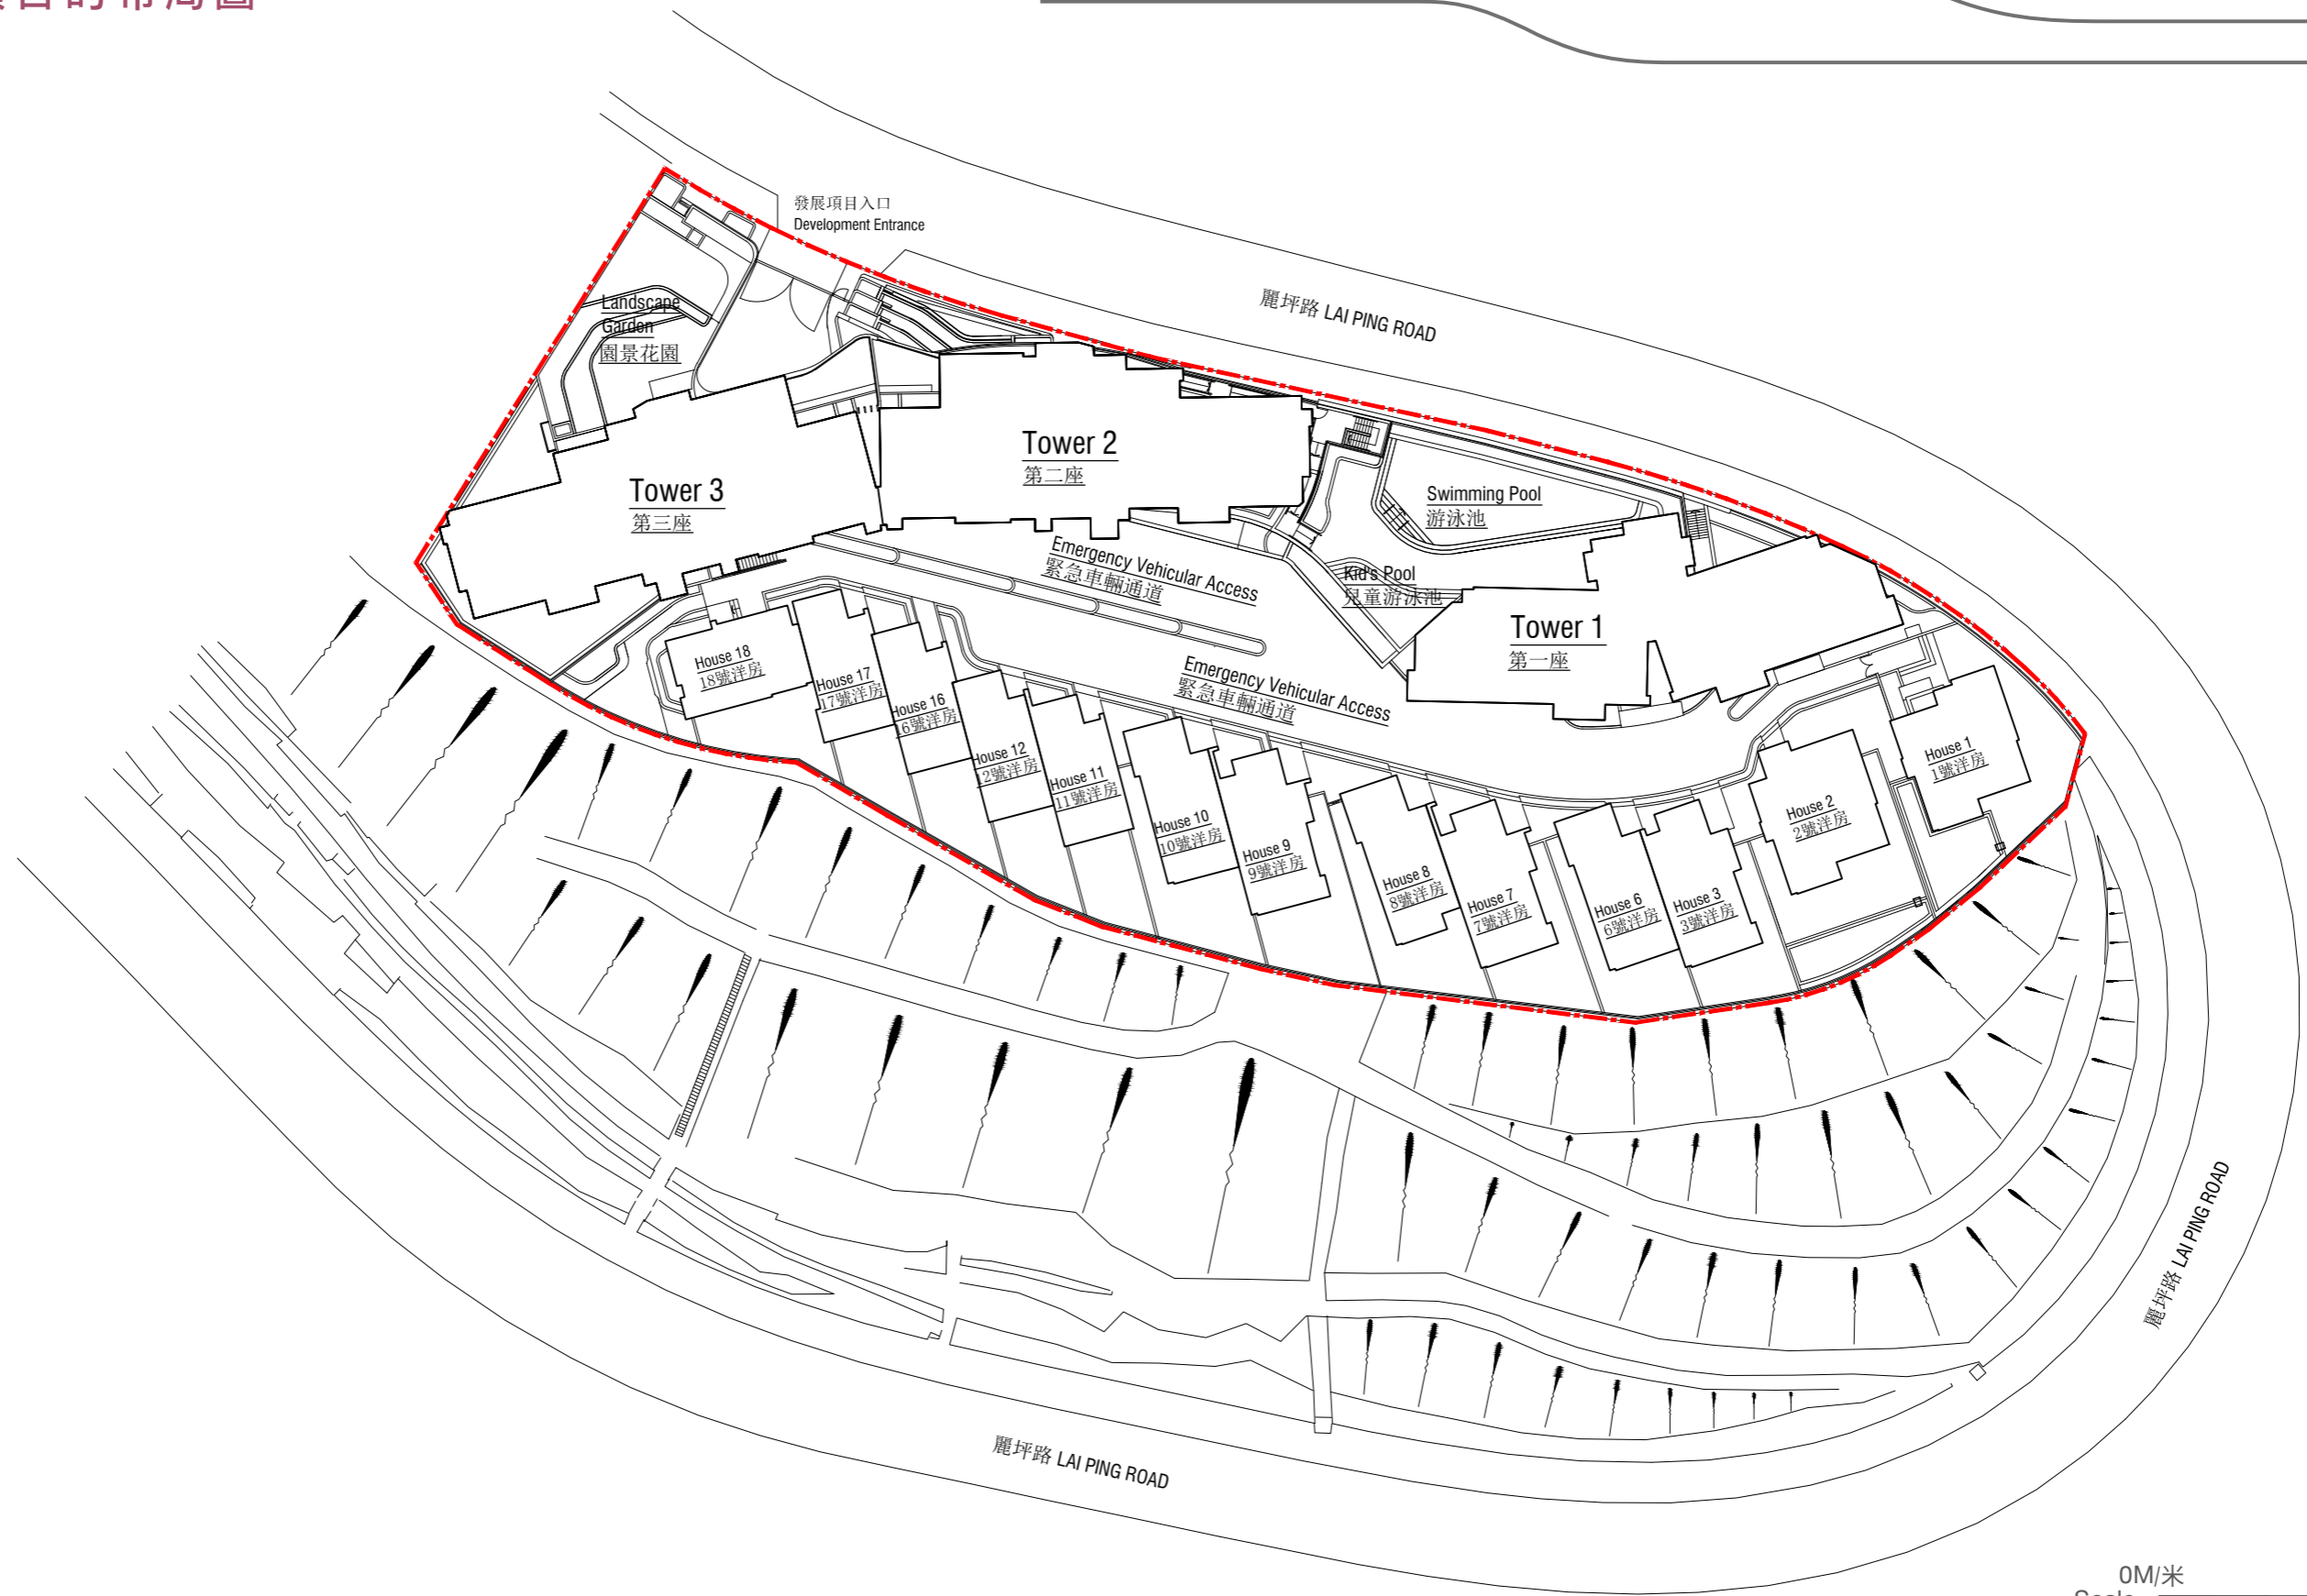 項目的布局圖
發展項目入口
Development Entrance
麗坪路 LAI PING ROAD
Landscape
Garden
園景花園
Tower 2
第二座
Tower 3
第三座
Swimming Pool
游泳池
Emergency Vehicular Access
緊急車輛通道
Kid's Pool
兒童游泳池
Tower 1
第一座
Emergency Vehicular Access
緊急車輛通道
House 18
18號洋房
House 17
17號洋房
House 16
16號洋房
House 12
12號洋房
House 11
11號洋房
House 10
10號洋房
House 9
9號洋房
House 8
8號洋房
House 7
7號洋房
House 6
6號洋房
House 3
3號洋房
House 2
2號洋房
House 1
1號洋房
麗坪路 LAI PING ROAD
麗坪路 LAI PING ROAD
0M/米
Scale